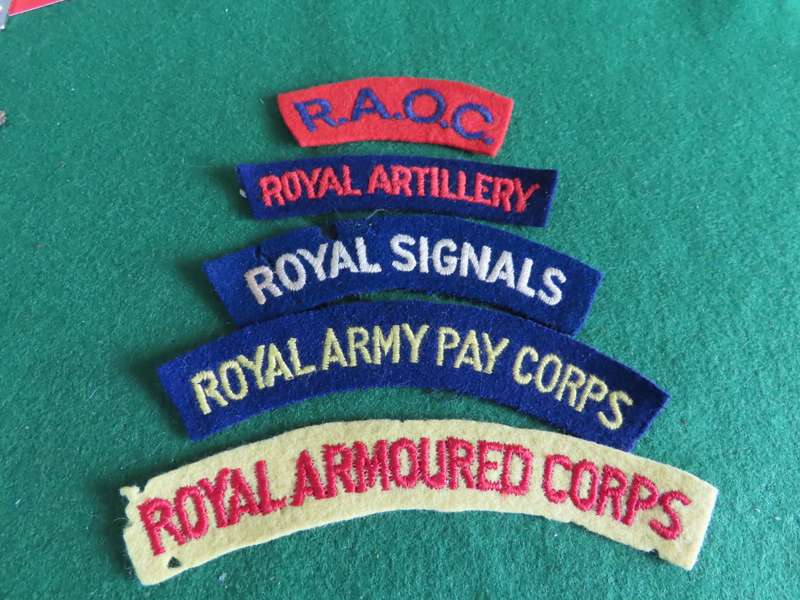 R.A.O.C.
ROYAL ARTILLERY
ROYAL SIGNALS
ROYAL ARMY PAY CORPS
ROYAL ARMOURED CORPS